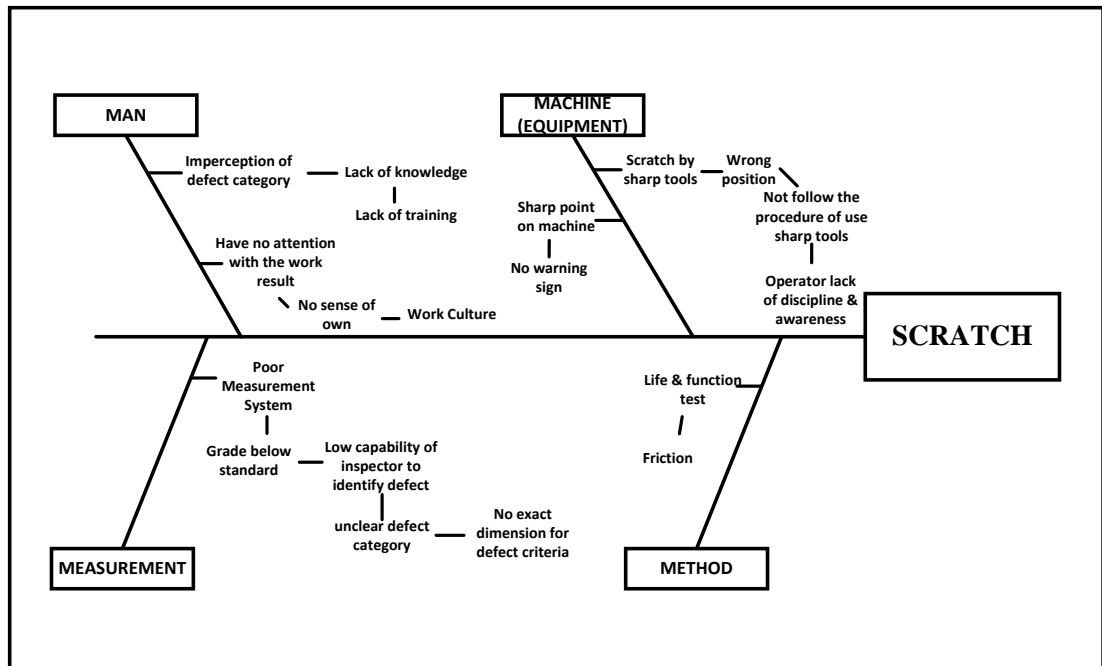 MAN
MACHINE
(EQUIPMENT)
Imperception of
defect category
Lack of knowledge
Lack of training
Have no attention
with the work
result
No sense of
own
Work Culture
Scratch by
sharp tools
Wrong
position
Not follow the
procedure of use
sharp tools
Operator lack
of discipline &
awareness
Sharp point
on machine
No warning
sign
SCRATCH
Poor
Measurement
System
Grade below
standard
Low capability of
inspector to
identify defect
unclear defect
category
No exact
dimension for
defect criteria
Life & function
test
Friction
MEASUREMENT
METHOD